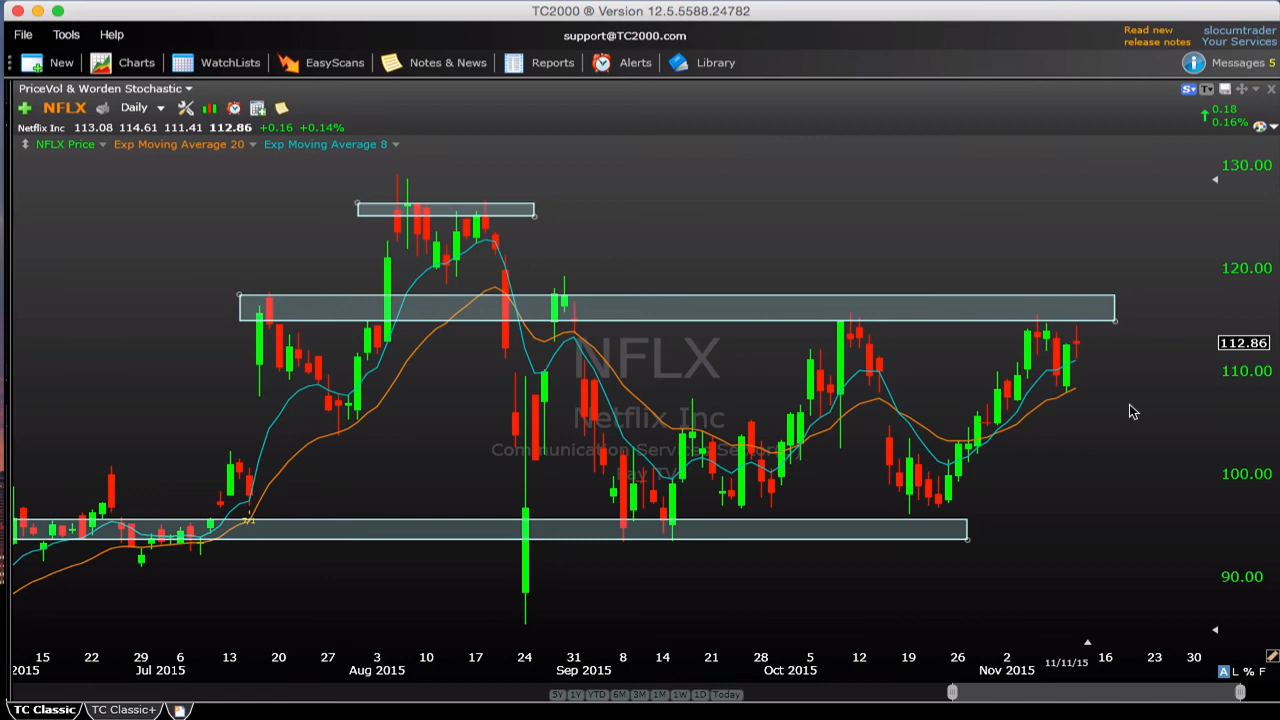 TC2000 ® Version 12.5.5588.24782
File Tools Help support@TC2000.com Read new release notes slocumtrader Your Services
New Charts WatchLists EasyScans Notes & News Reports Alerts Library Messages 5
PriceVol & Worden Stochastic S T
NFLX Daily 0.18
Netflix Inc 113.08 114.61 111.41 112.86 +0.16 +0.14% 0.16%
NFLX Price Exp Moving Average 20 Exp Moving Average 8
130.00
120.00
112.86
110.00
100.00
90.00
NFLX
Netflix Inc
Communication Services Sector
Pay TV
15 22 29 6 13 20 27 3 10 17 24 31 8 14 21 28 5 12 19 26 2 11/11/15 16 23 30
2015 Jul 2015 Aug 2015 Sep 2015 Oct 2015 Nov 2015
A L % F
5Y 1Y YTD 6M 3M 1M 1W 1D Today
TC Classic TC Classic+